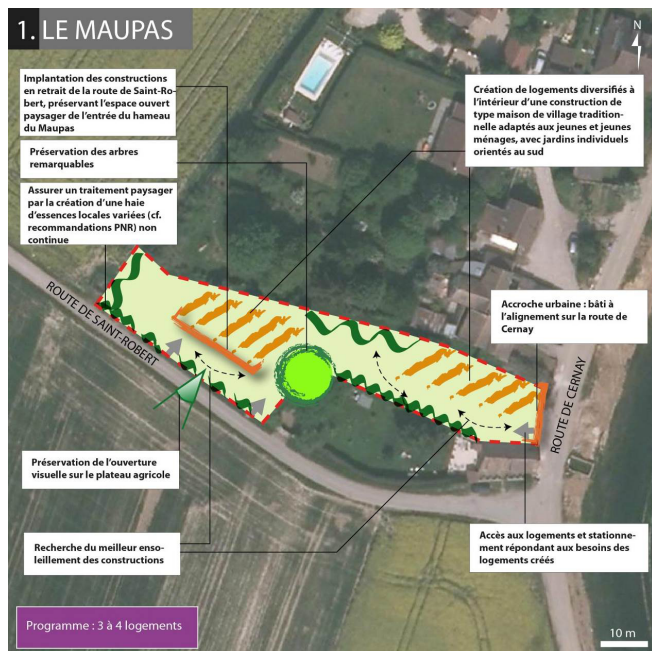 1. LE MAUPAS
N
Implantation des constructions
en retrait de la route de Saint-Ro-
bert, préservant l'espace ouvert
paysager de l'entrée du hameau
du Maupas
Préservation des arbres
remarquables
Assurer un traitement paysager
par la création d'une haie
d'essences locales variées (cf.
recommandations PNR) non
continue
Création de logements diversifiés à
l'intérieur d'une construction de
type maison de village tradition-
nelle adaptés aux jeunes et jeunes
ménages, avec jardins individuels
orientés au sud
Accroche urbaine : bâti à
l'alignement sur la route de
Cernay
ROUTE DE SAINT-ROBERT
ROUTE DE CERNAY
Préservation de l'ouverture
visuelle sur le plateau agricole
Recherche du meilleur enso-
leillement des constructions
Accès aux logements et stationne-
ment répondant aux besoins des
logements créés
Programme : 3 à 4 logements
10 m